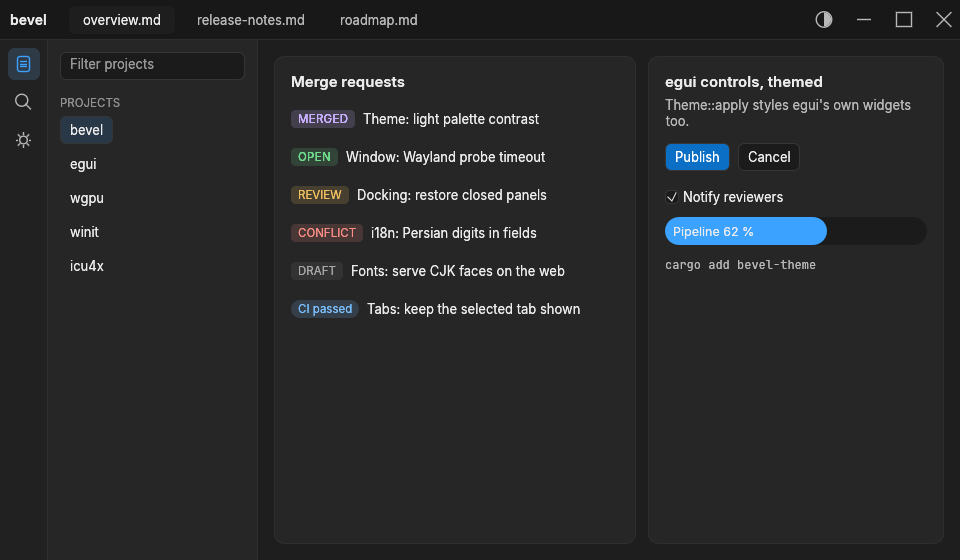 bevel
overview.md
release-notes.md
roadmap.md
Filter projects
PROJECTS
bevel
egui
wgpu
winit
icu4x
Merge requests
MERGED Theme: light palette contrast
OPEN Window: Wayland probe timeout
REVIEW Docking: restore closed panels
CONFLICT i18n: Persian digits in fields
DRAFT Fonts: serve CJK faces on the web
CI passed Tabs: keep the selected tab shown
egui controls, themed
Theme::apply styles egui's own widgets
too.
Publish Cancel
Notify reviewers
Pipeline 62 %
cargo add bevel-theme